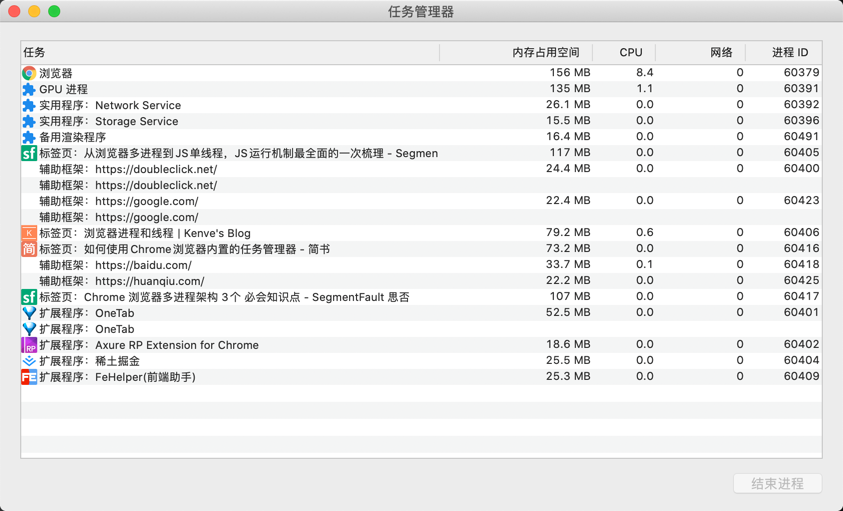 任务管理器
任务 内存占用空间 CPU 网络 进程 ID
浏览器 156 MB 8.4 0 60379
GPU 进程 135 MB 1.1 0 60391
实用程序：Network Service 26.1 MB 0.0 0 60392
实用程序：Storage Service 15.5 MB 0.0 0 60396
备用渲染程序 16.4 MB 0.0 0 60491
sf 标签页：从浏览器多进程到JS单线程，JS运行机制最全面的一次梳理 - Segmen 117 MB 0.0 0 60405
辅助框架：https://doubleclick.net/ 24.4 MB 0.0 0 60400
辅助框架：https://doubleclick.net/
辅助框架：https://google.com/ 22.4 MB 0.0 0 60423
辅助框架：https://google.com/
K 标签页：浏览器进程和线程 | Kenve's Blog 79.2 MB 0.6 0 60406
简 标签页：如何使用Chrome浏览器内置的任务管理器 - 简书 73.2 MB 0.0 0 60416
辅助框架：https://baidu.com/ 33.7 MB 0.1 0 60418
辅助框架：https://huanqiu.com/ 22.2 MB 0.0 0 60425
sf 标签页：Chrome 浏览器多进程架构 3个 必会知识点 - SegmentFault 思否 107 MB 0.0 0 60417
扩展程序：OneTab 52.5 MB 0.0 0 60401
扩展程序：OneTab
RP 扩展程序：Axure RP Extension for Chrome 18.6 MB 0.0 0 60402
扩展程序：稀土掘金 25.5 MB 0.0 0 60404
FE 扩展程序：FeHelper(前端助手) 25.3 MB 0.0 0 60409
结束进程